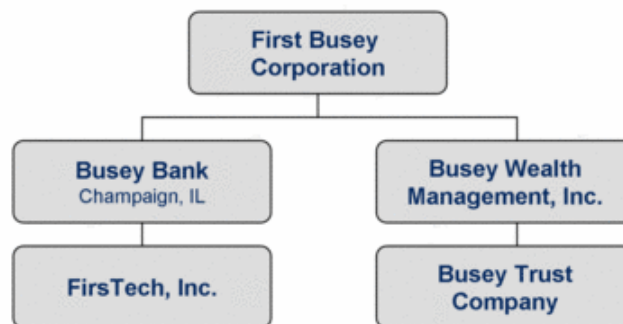 First Busey
Corporation
Busey Bank
Champaign, IL
Busey Wealth
Management, Inc.
FirsTech, Inc.
Busey Trust
Company